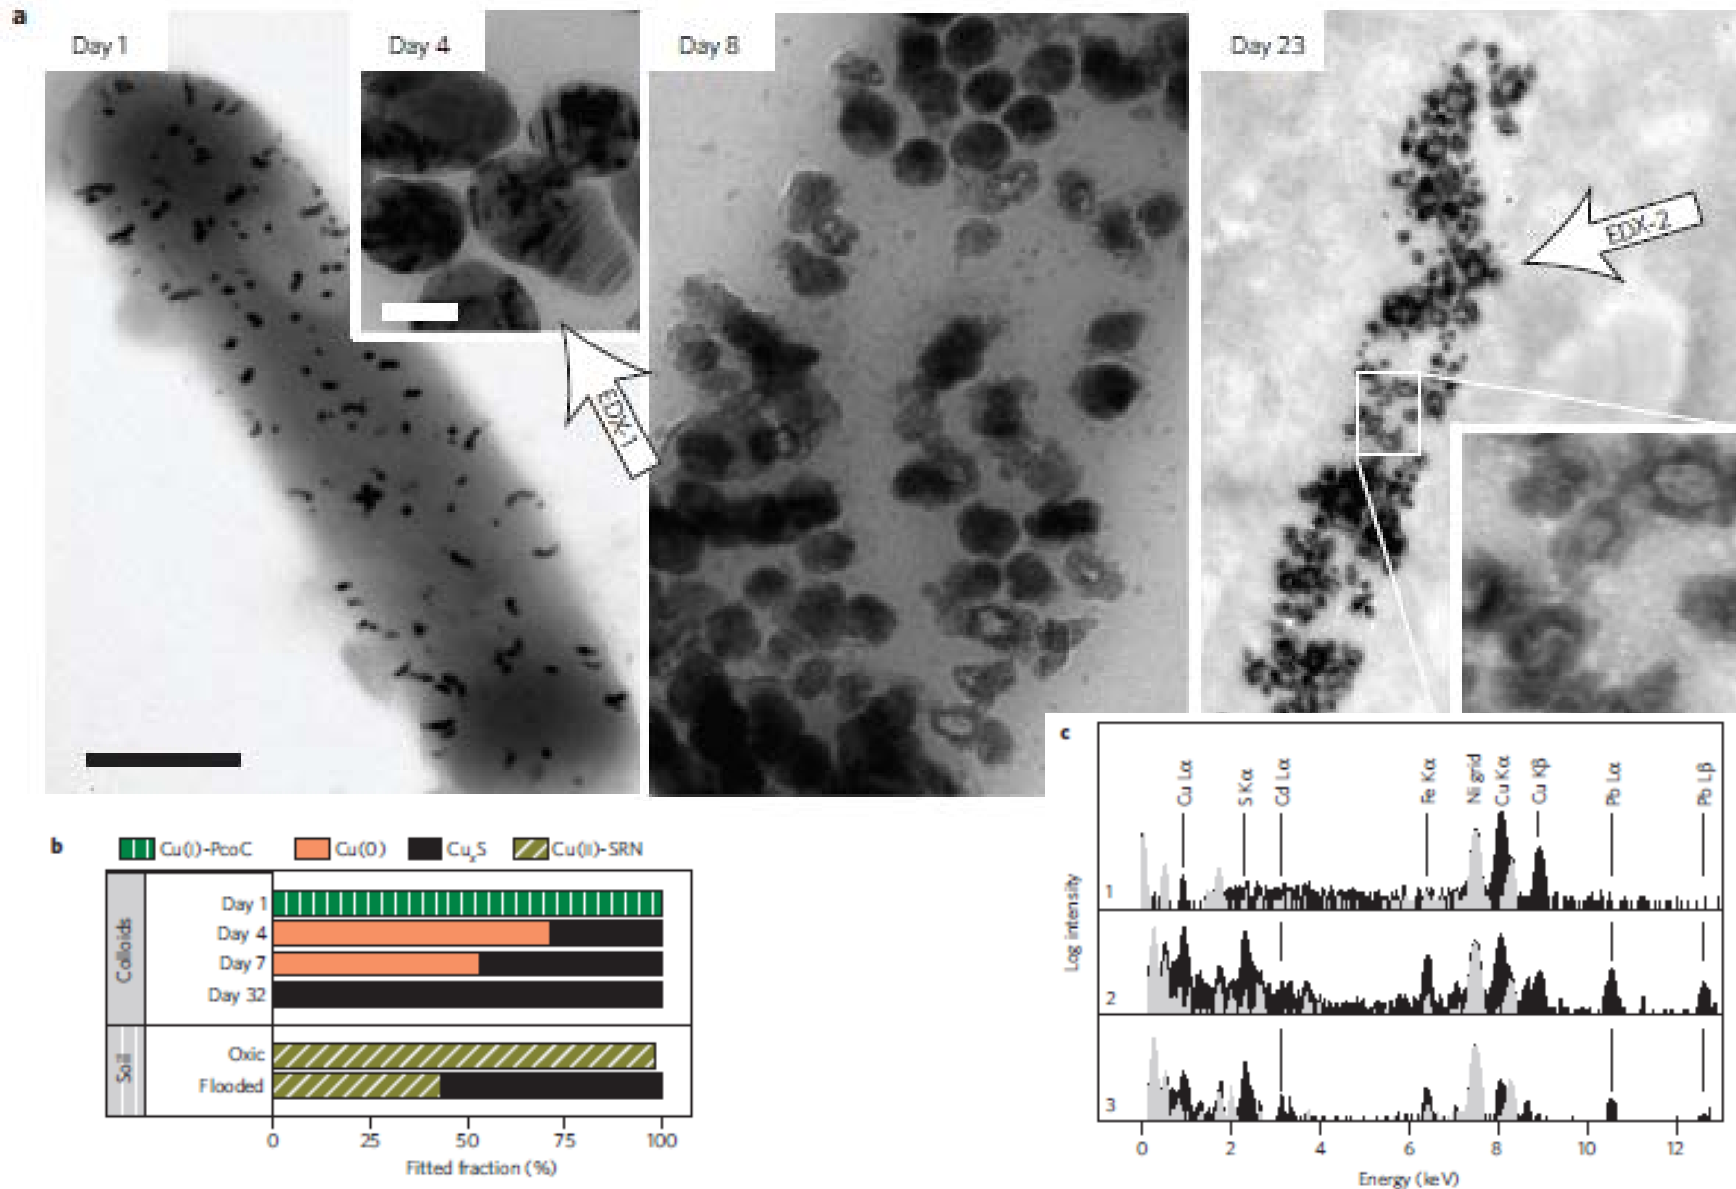 a
Day 1
Day 4
Day 8
Day 23
EDX-1
EDX-2
b
Cu(I)-PcoC
Cu(0)
CuₓS
Cu(II)-SRN
Colloids
Day 1
Day 4
Day 7
Day 32
Soil
Oxic
Flooded
0 25 50 75 100
Fitted fraction (%)
c
Cu Lα
S Kα
Cd Lα
Fe Kα
Ni grid
Cu Kα
Cu Kβ
Pb Lα
Pb Lβ
Log intensity
1
2
3
0 2 4 6 8 10 12
Energy (keV)